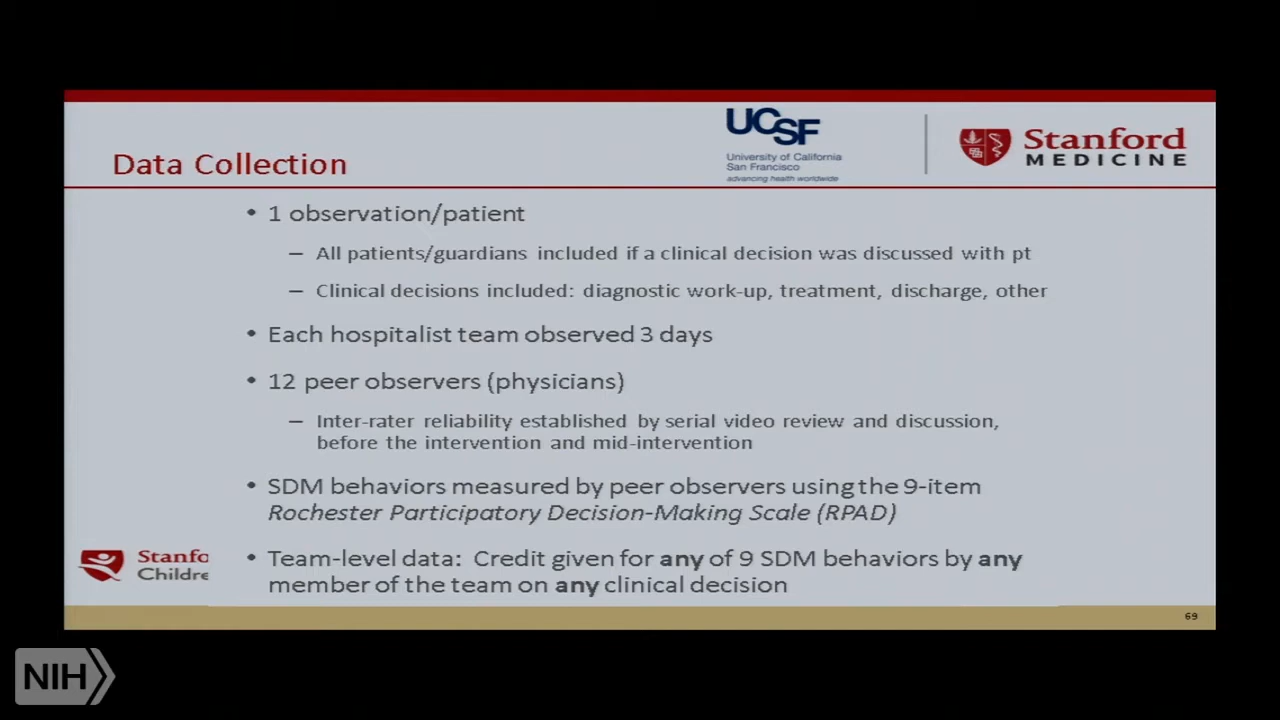 UCSF
University of California
San Francisco
advancing health worldwide
Stanford
MEDICINE
Data Collection
• 1 observation/patient
– All patients/guardians included if a clinical decision was discussed with pt
– Clinical decisions included: diagnostic work-up, treatment, discharge, other
• Each hospitalist team observed 3 days
• 12 peer observers (physicians)
– Inter-rater reliability established by serial video review and discussion,
before the intervention and mid-intervention
• SDM behaviors measured by peer observers using the 9-item
Rochester Participatory Decision-Making Scale (RPAD)
• Team-level data: Credit given for any of 9 SDM behaviors by any
member of the team on any clinical decision
Stanfo
Childre
69
NIH